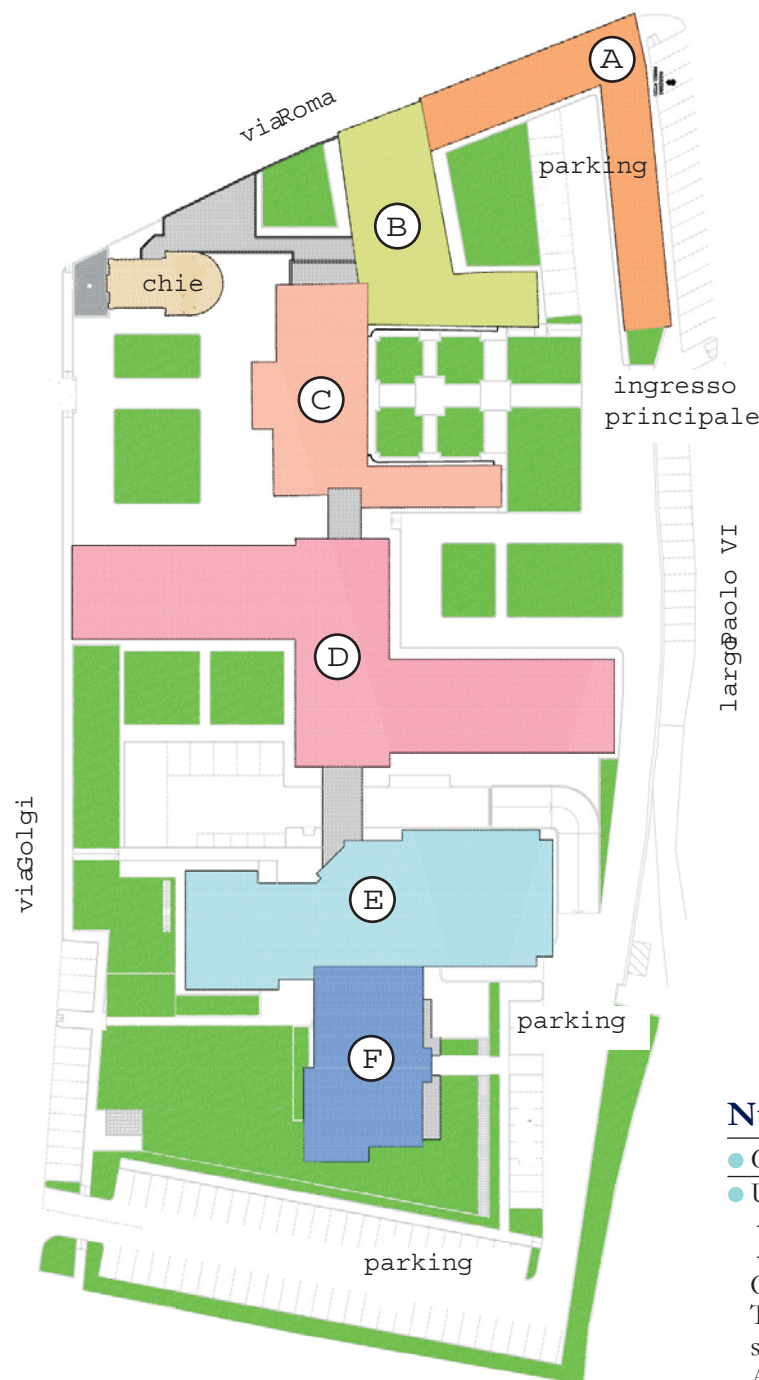 A
viaRoma
parking
B
chie
C
ingresso
principale
largoPaolo VI
D
viaGolgi
E
parking
F
parking